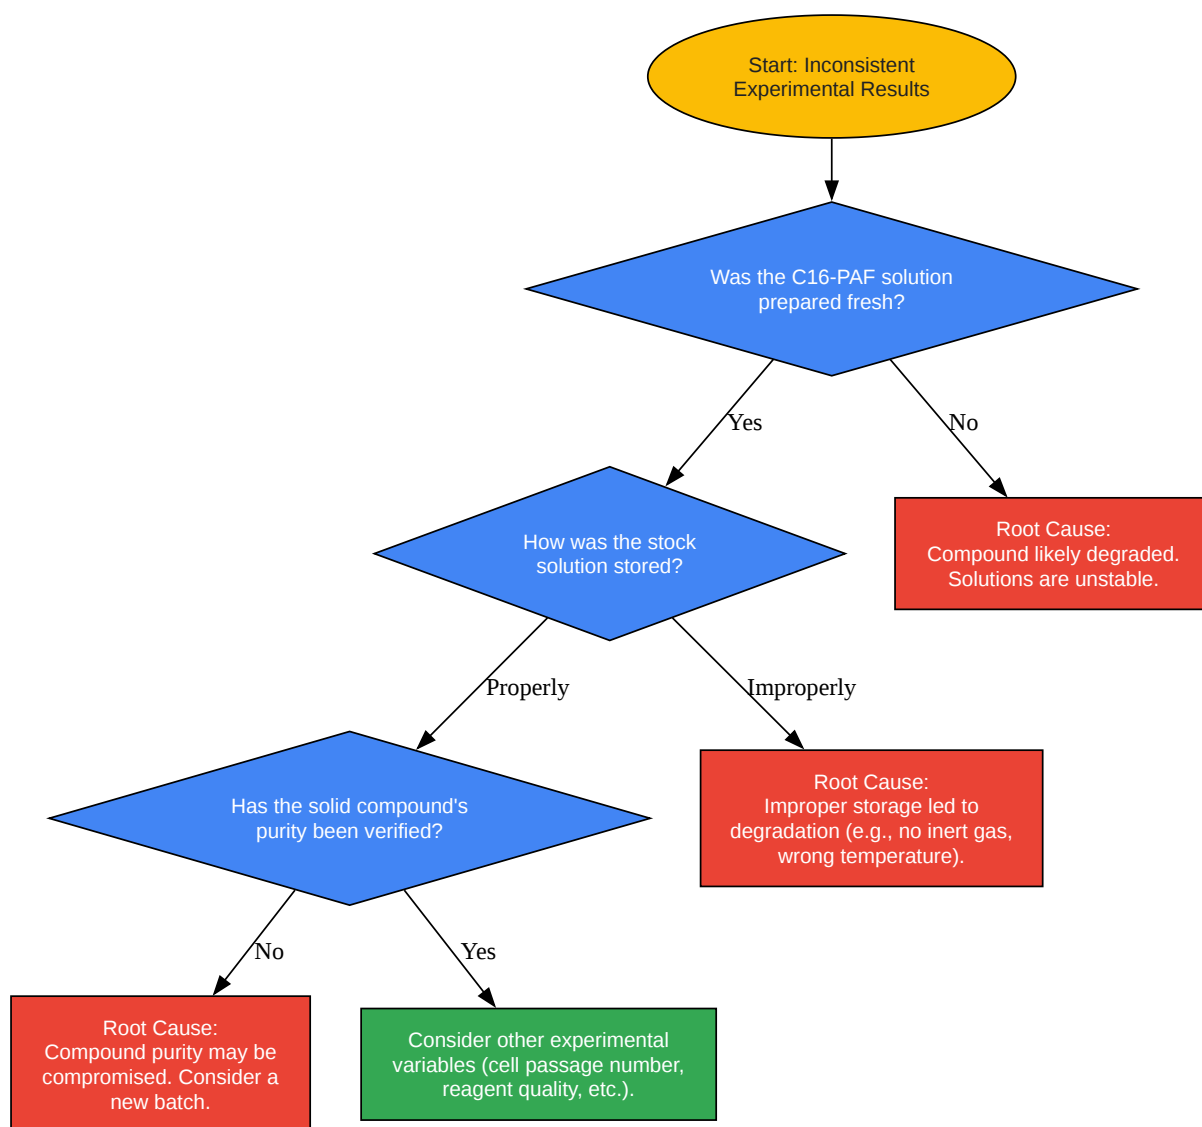 Start: Inconsistent
Experimental Results
Was the C16-PAF solution
prepared fresh?
Yes
No
How was the stock
solution stored?
Root Cause:
Compound likely degraded.
Solutions are unstable.
Properly
Improperly
Has the solid compound's
purity been verified?
Root Cause:
Improper storage led to
degradation (e.g., no inert gas,
wrong temperature).
No
Yes
Root Cause:
Compound purity may be
compromised. Consider a
new batch.
Consider other experimental
variables (cell passage number,
reagent quality, etc.).